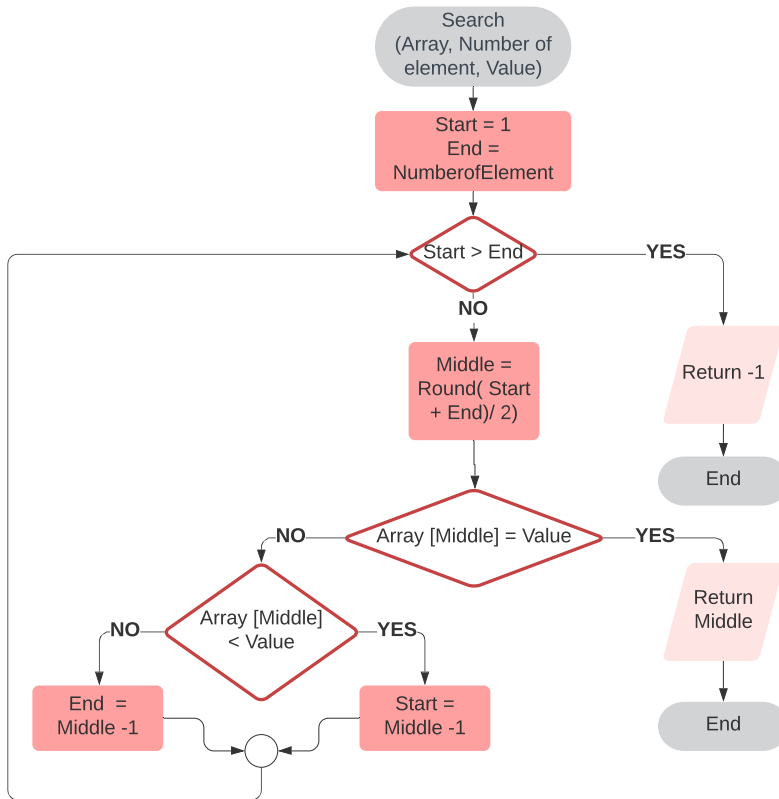 Search
(Array, Number of
element, Value)
Start = 1
End =
NumberofElement
Start > End
YES
NO
Middle =
Round( Start
+ End)/ 2)
Return -1
End
Array [Middle] = Value
NO
YES
Return
Middle
Array [Middle]
< Value
NO
YES
End =
Middle -1
Start =
Middle -1
End